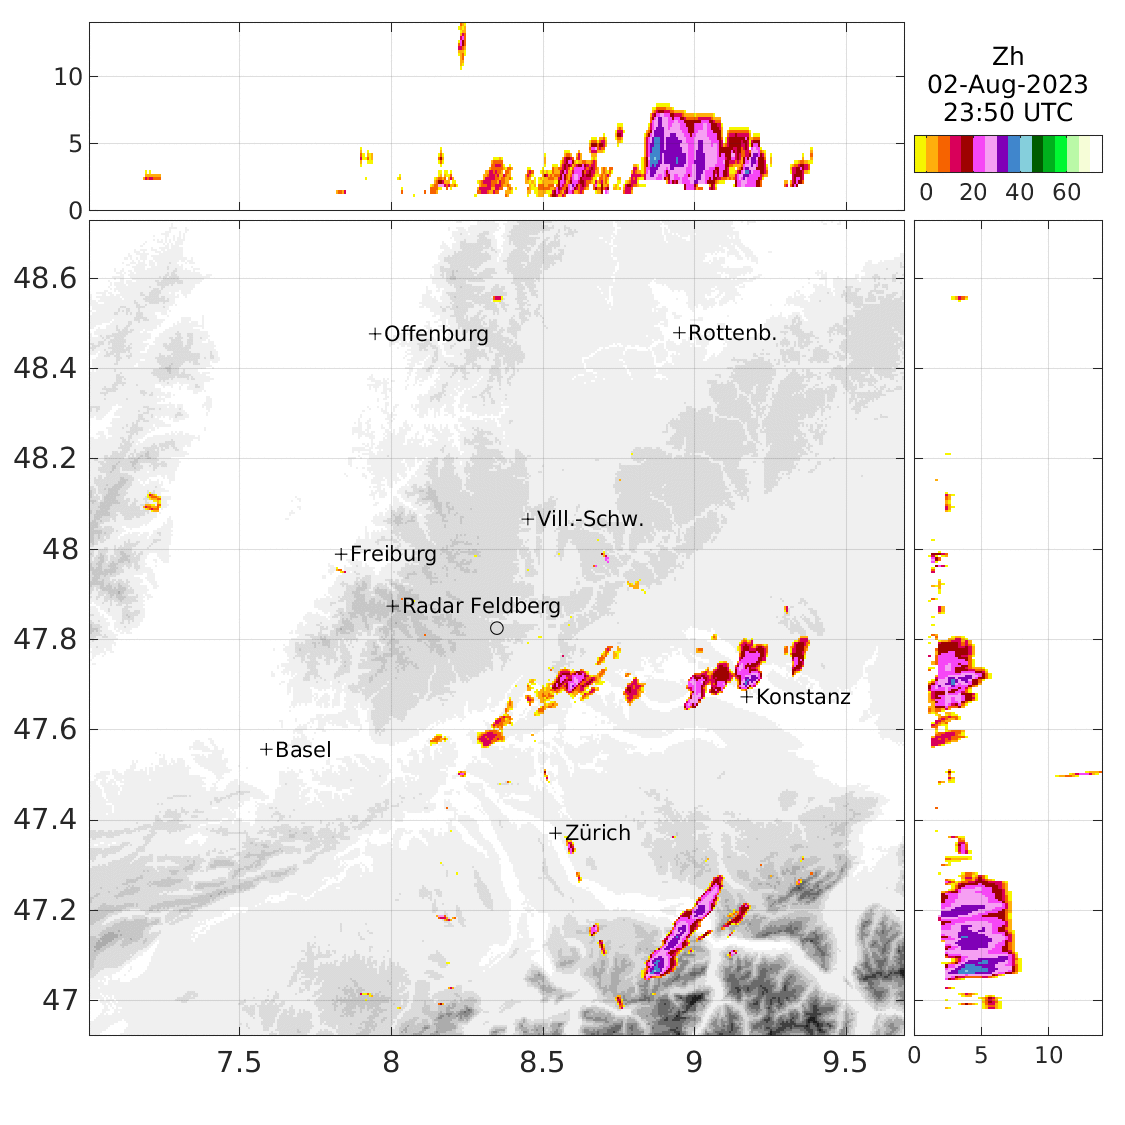 10
5
0
Zh
02-Aug-2023
23:50 UTC
0 20 40 60
48.6
48.4
48.2
48
47.8
47.6
47.4
47.2
47
Offenburg
Rottenb.
Vill.-Schw.
Freiburg
Radar Feldberg
Konstanz
Basel
Zürich
7.5 8 8.5 9 9.5
0 5 10